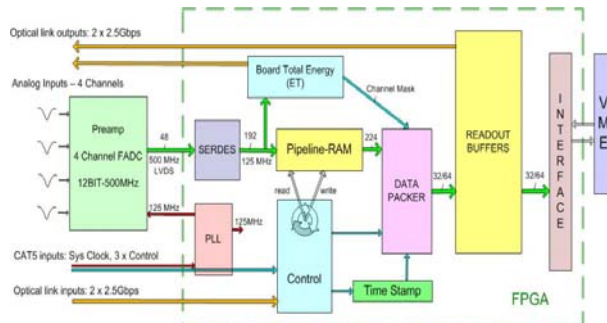 Optical link outputs: 2 x 2.5Gbps
Analog Inputs – 4 Channels
Board Total Energy
(ET)
Channel Mask
Preamp
4 Channel FADC
12BIT-500MHz
48
500 MHz
LVDS
SERDES
192
125 MHz
Pipeline-RAM
224
DATA
PACKER
32/64
READOUT
BUFFERS
32/64
INTERFACE
VME
read
write
125 MHz
125MHz
PLL
CAT5 inputs: Sys Clock, 3 x Control
Control
Optical link inputs: 2 x 2.5Gbps
Time Stamp
FPGA